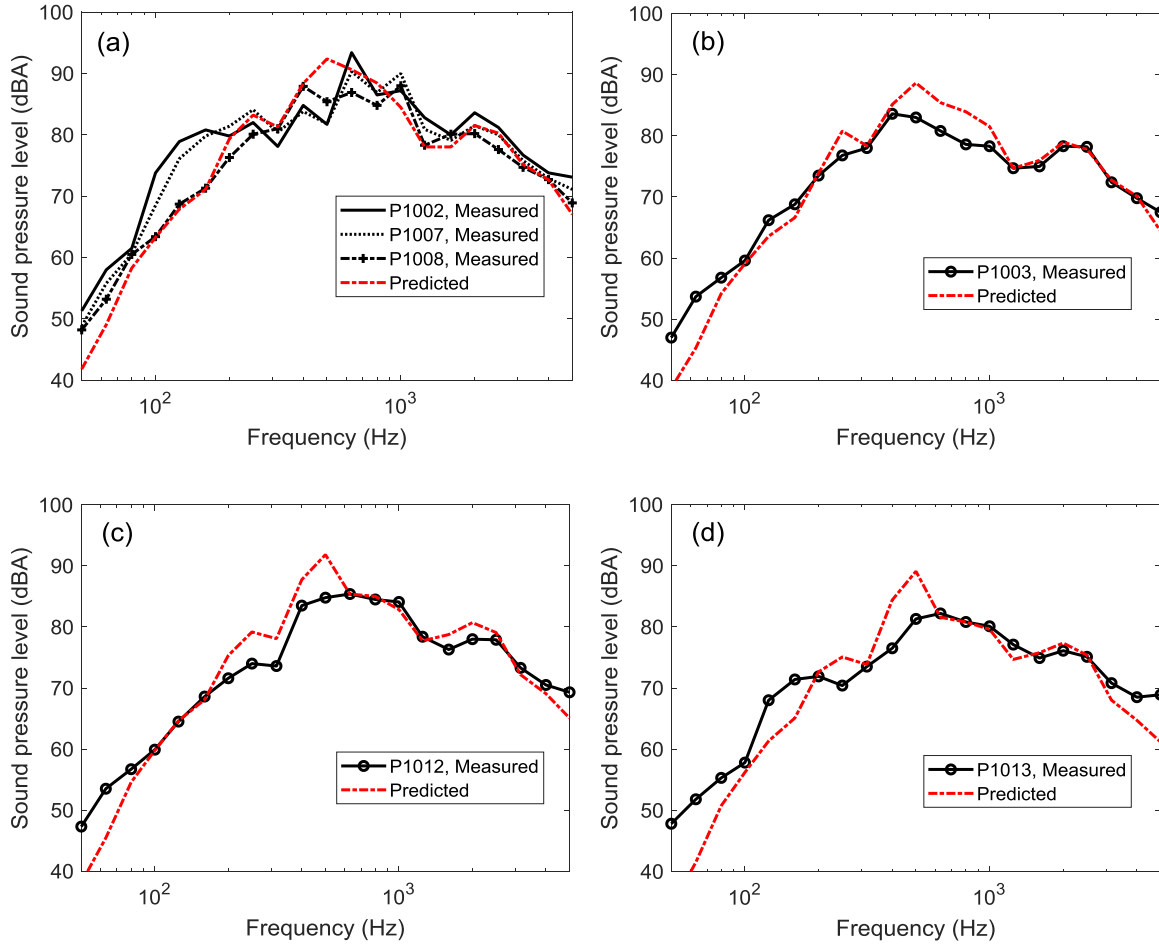 (a)
100
90
80
70
60
50
40
Sound pressure level (dBA)
P1002, Measured
P1007, Measured
P1008, Measured
Predicted
10^2
10^3
Frequency (Hz)
(b)
100
90
80
70
60
50
40
Sound pressure level (dBA)
P1003, Measured
Predicted
10^2
10^3
Frequency (Hz)
(c)
100
90
80
70
60
50
40
Sound pressure level (dBA)
P1012, Measured
Predicted
10^2
10^3
Frequency (Hz)
(d)
100
90
80
70
60
50
40
Sound pressure level (dBA)
P1013, Measured
Predicted
10^2
10^3
Frequency (Hz)